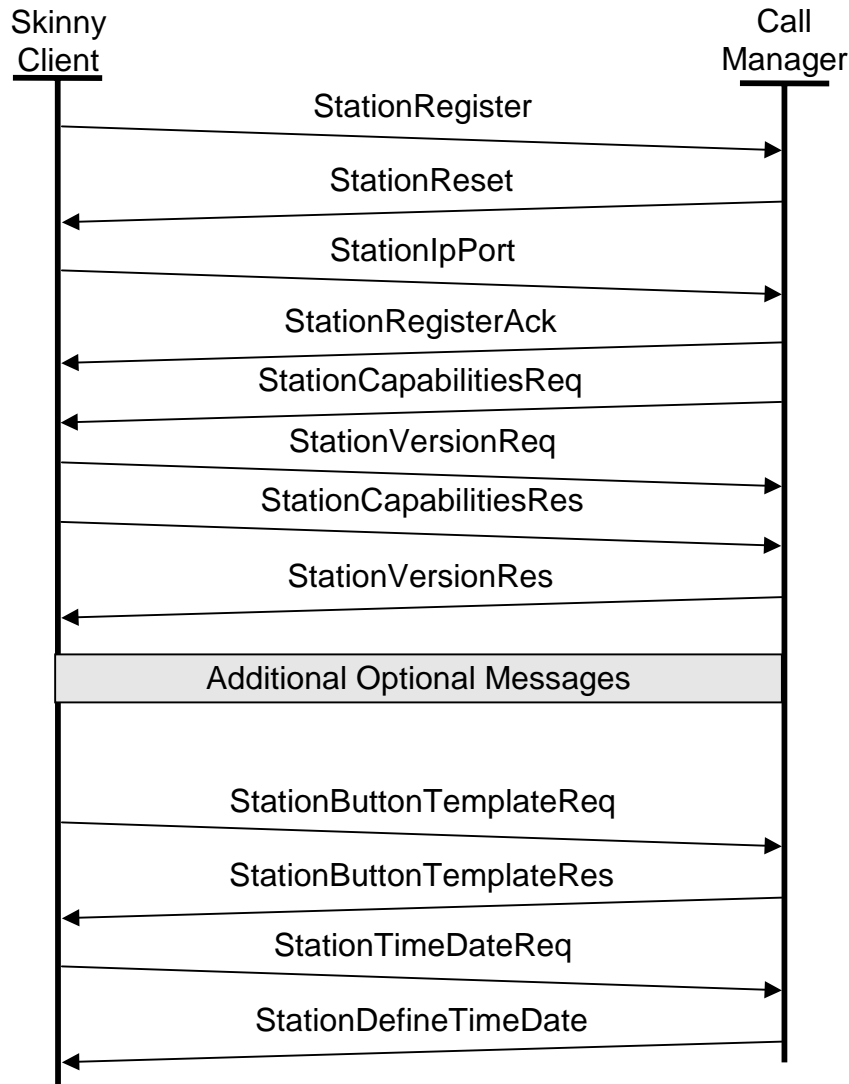 Skinny
Client
Call
Manager
StationRegister
StationReset
StationIpPort
StationRegisterAck
StationCapabilitiesReq
StationVersionReq
StationCapabilitiesRes
StationVersionRes
Additional Optional Messages
StationButtonTemplateReq
StationButtonTemplateRes
StationTimeDateReq
StationDefineTimeDate